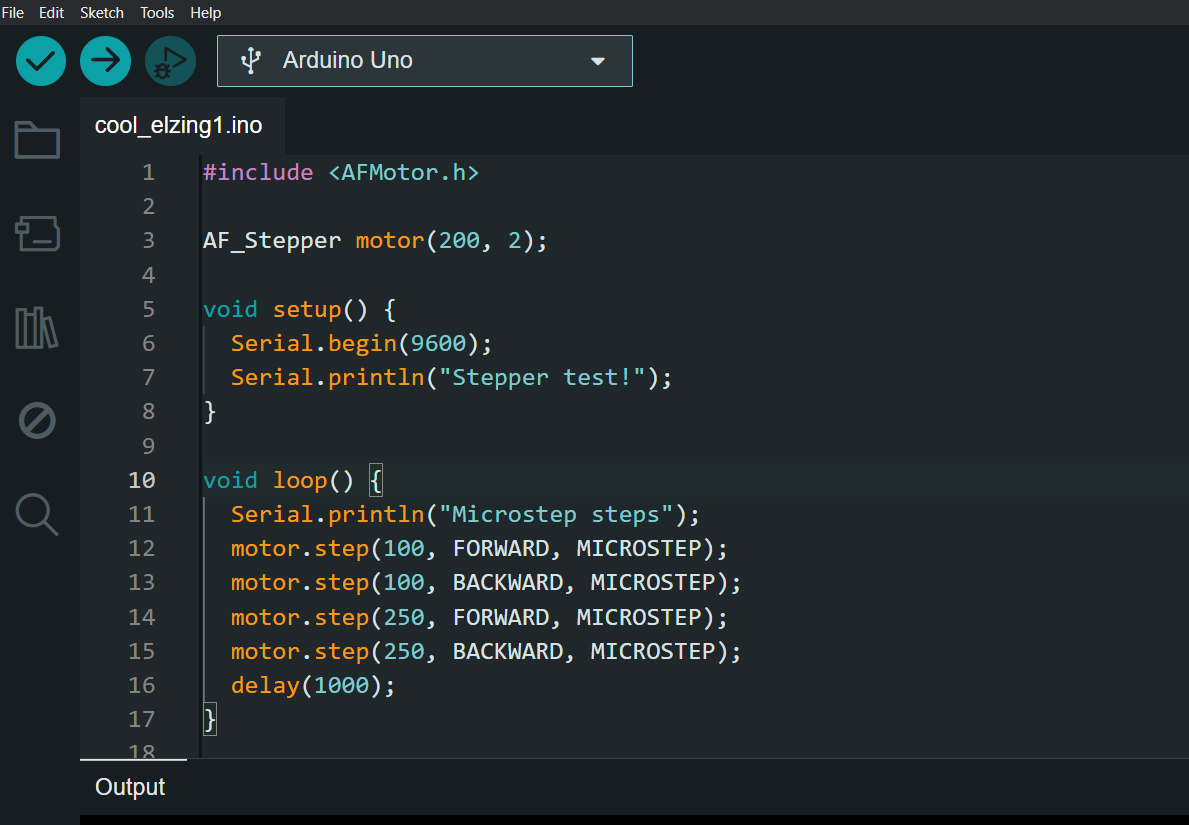 File Edit Sketch Tools Help
Arduino Uno
cool_elzing1.ino
1 #include <AFMotor.h>
2
3 AF_Stepper motor(200, 2);
4
5 void setup() {
6   Serial.begin(9600);
7   Serial.println("Stepper test!");
8 }
9
10 void loop() {
11   Serial.println("Microstep steps");
12   motor.step(100, FORWARD, MICROSTEP);
13   motor.step(100, BACKWARD, MICROSTEP);
14   motor.step(250, FORWARD, MICROSTEP);
15   motor.step(250, BACKWARD, MICROSTEP);
16   delay(1000);
17 }
18
Output